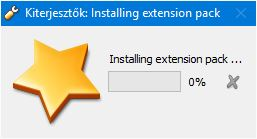 Kiterjesztők: Installing extension pack
Installing extension pack ...
0%